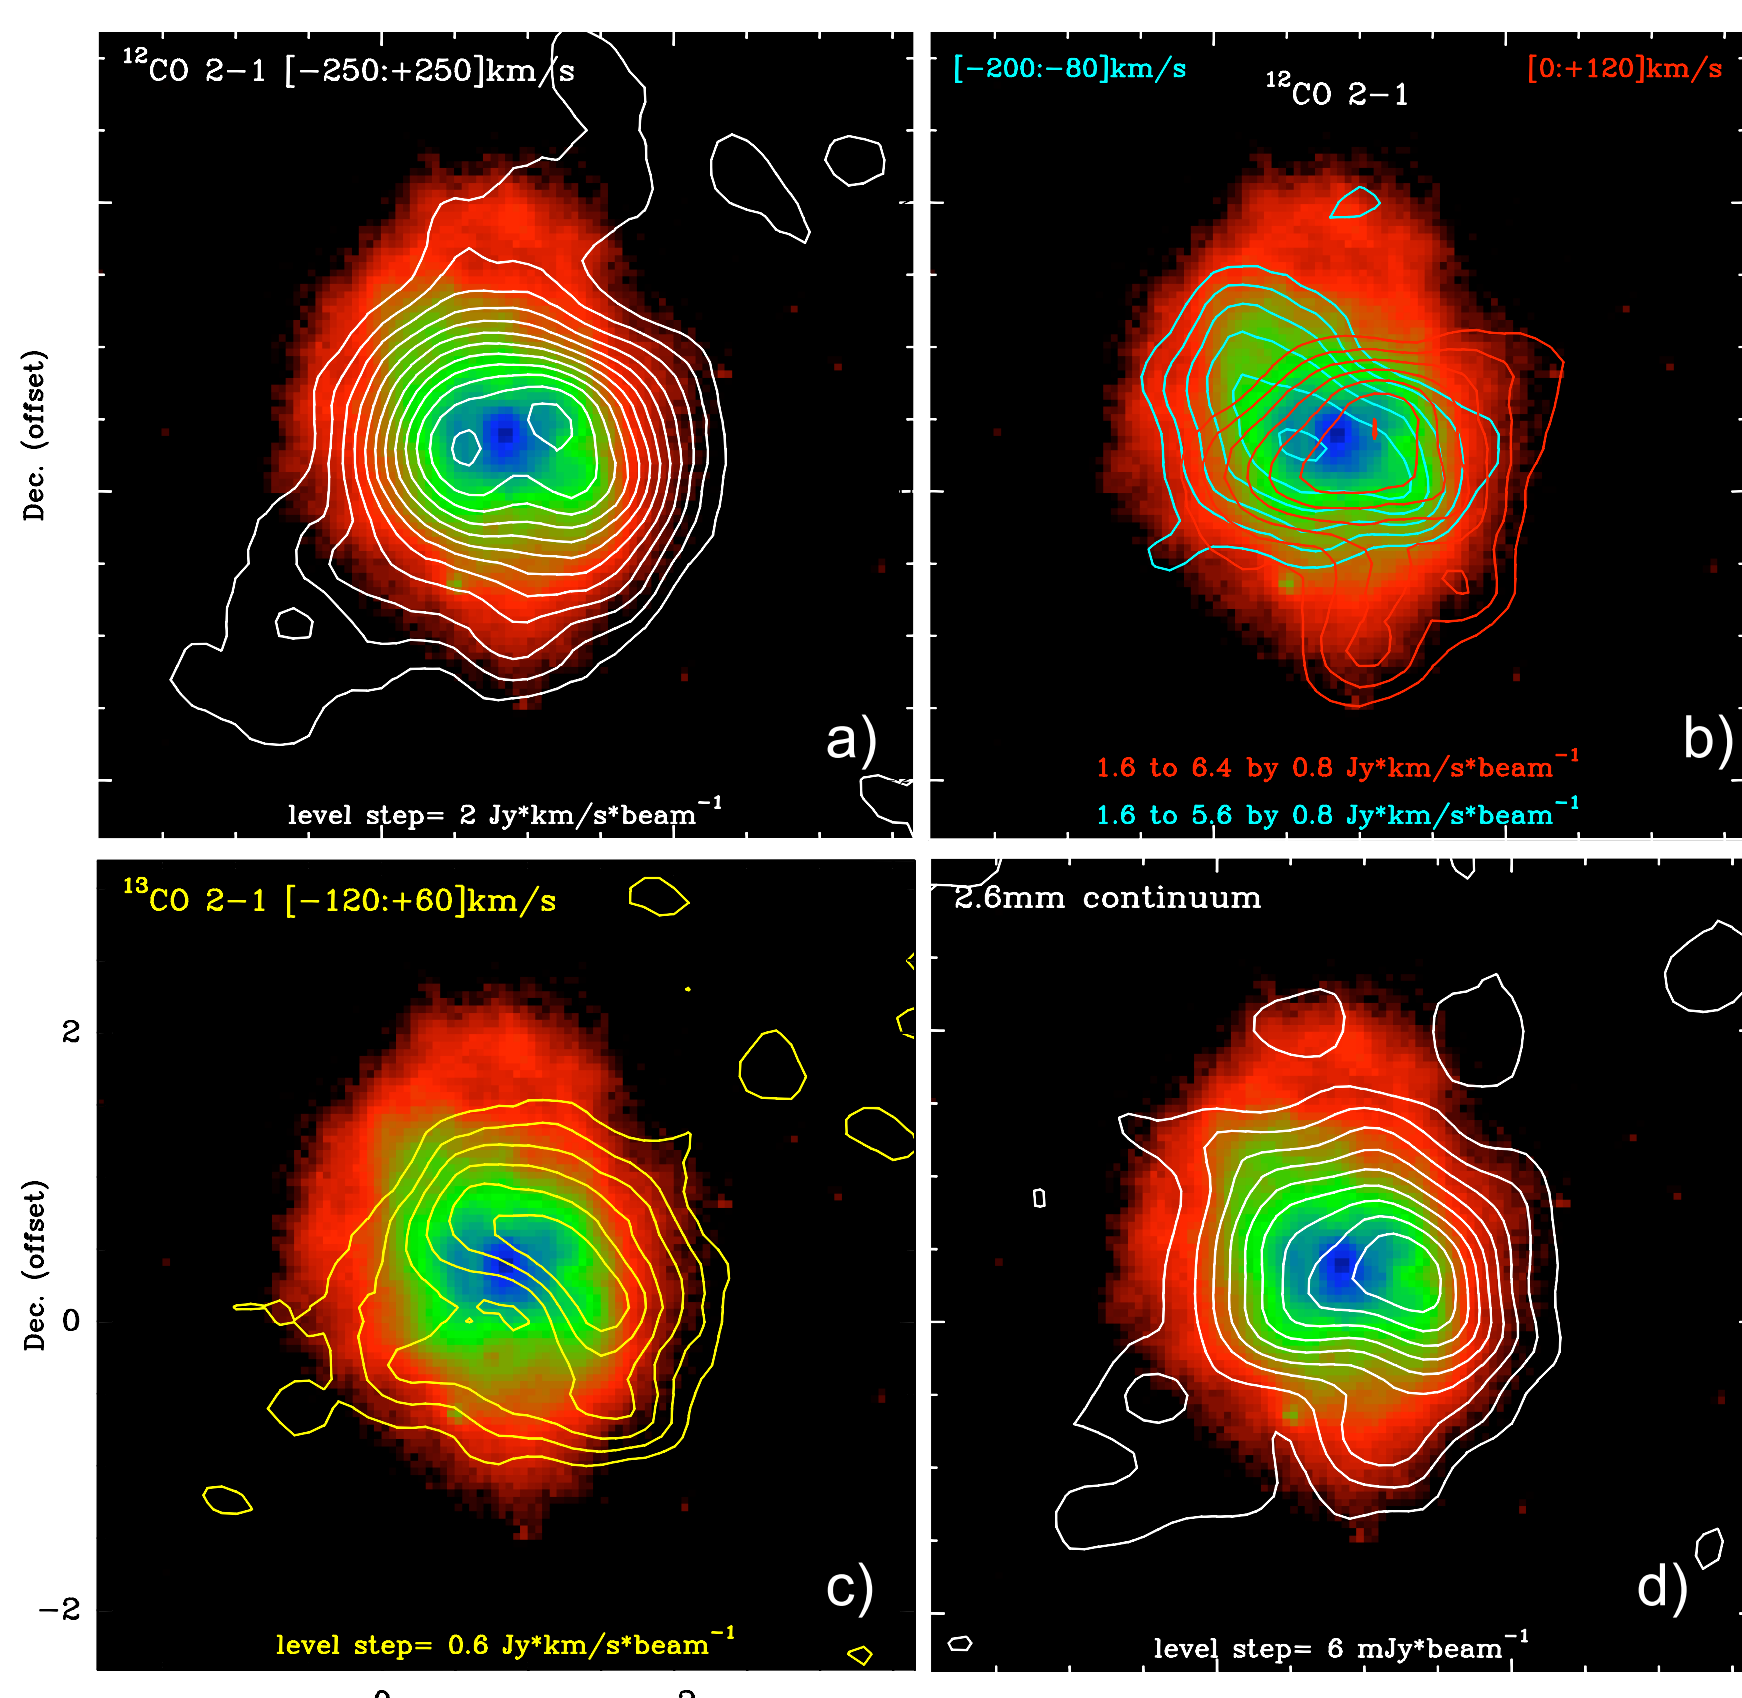 ¹²CO 2−1 [−250:+250]km/s
Dec. (offset)
level step= 2 Jy*km/s*beam⁻¹
a)
[−200:−80]km/s
[0:+120]km/s
¹²CO 2−1
1.6 to 6.4 by 0.8 Jy*km/s*beam⁻¹
1.6 to 5.6 by 0.8 Jy*km/s*beam⁻¹
b)
¹³CO 2−1 [−120:+60]km/s
Dec. (offset)
2
0
−2
level step= 0.6 Jy*km/s*beam⁻¹
c)
2.6mm continuum
level step= 6 mJy*beam⁻¹
d)